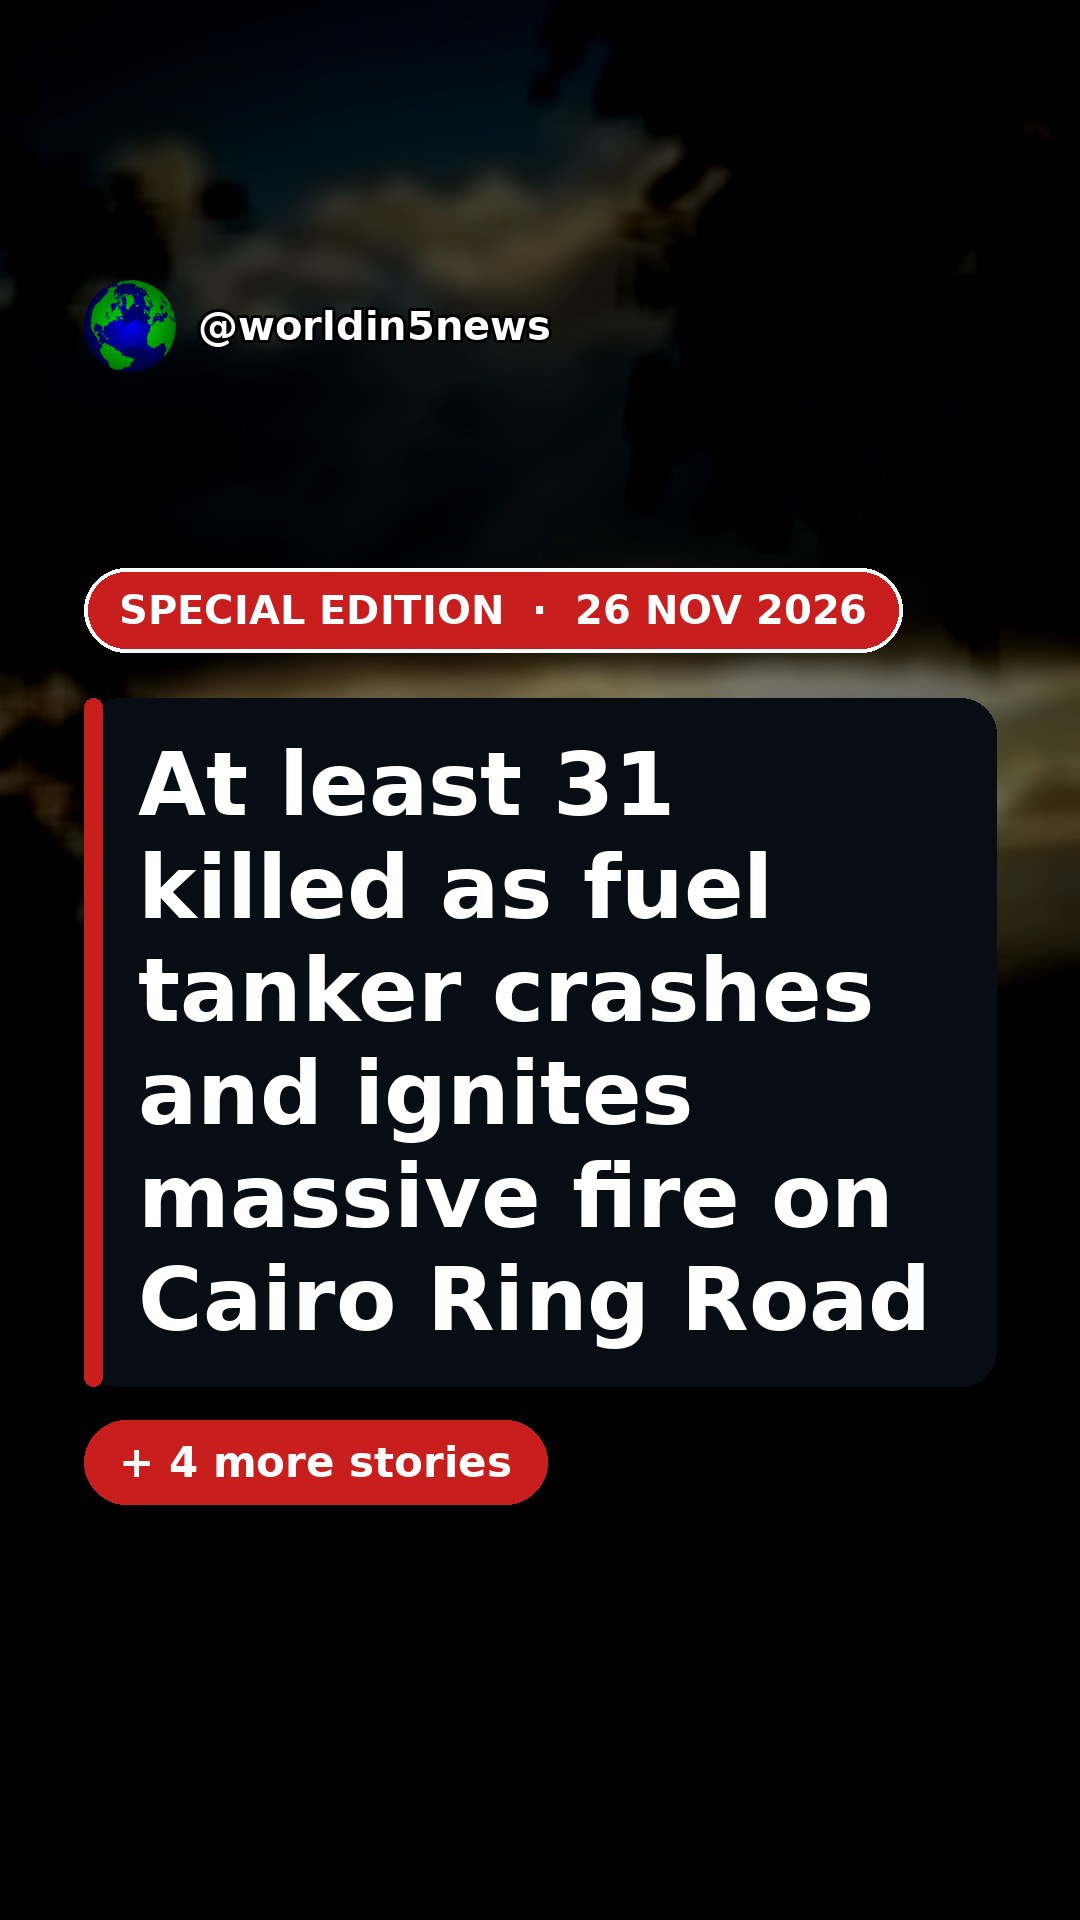 @worldin5news
SPECIAL EDITION · 26 NOV 2026
At least 31
killed as fuel
tanker crashes
and ignites
massive fire on
Cairo Ring Road
+ 4 more stories